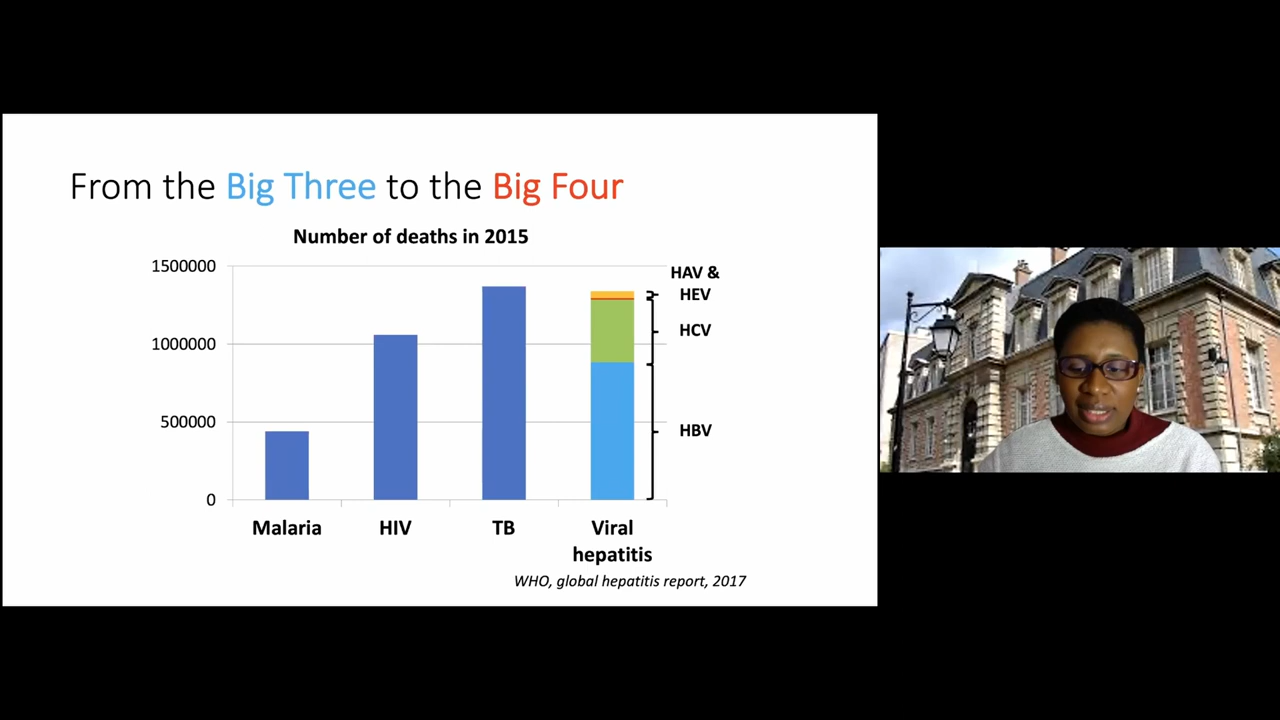 From the Big Three to the Big Four
Number of deaths in 2015
1500000
1000000
500000
0
HAV &
HEV
HCV
HBV
Malaria
HIV
TB
Viral
hepatitis
WHO, global hepatitis report, 2017